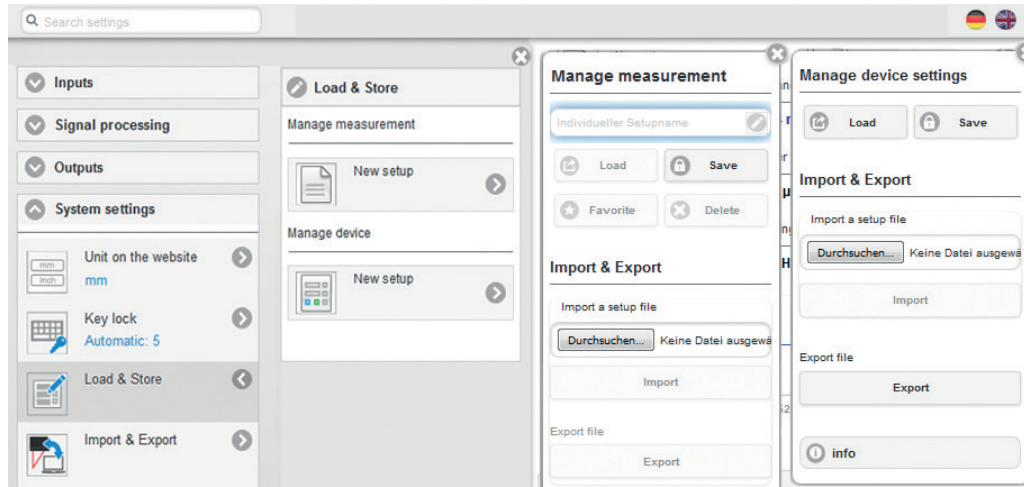 Search settings
Inputs
Signal processing
Outputs
System settings
mm
inch
Unit on the website
mm
Key lock
Automatic: 5
Load & Store
Import & Export
Load & Store
Manage measurement
New setup
Manage device
New setup
Manage measurement
individueller Setupname
Load
Save
Favorite
Delete
Import & Export
Import a setup file
Durchsuchen... Keine Datei ausgewä
Import
Export file
Export
Manage device settings
Load
Save
Import & Export
Import a setup file
Durchsuchen... Keine Datei ausgewä
Import
Export file
Export
info